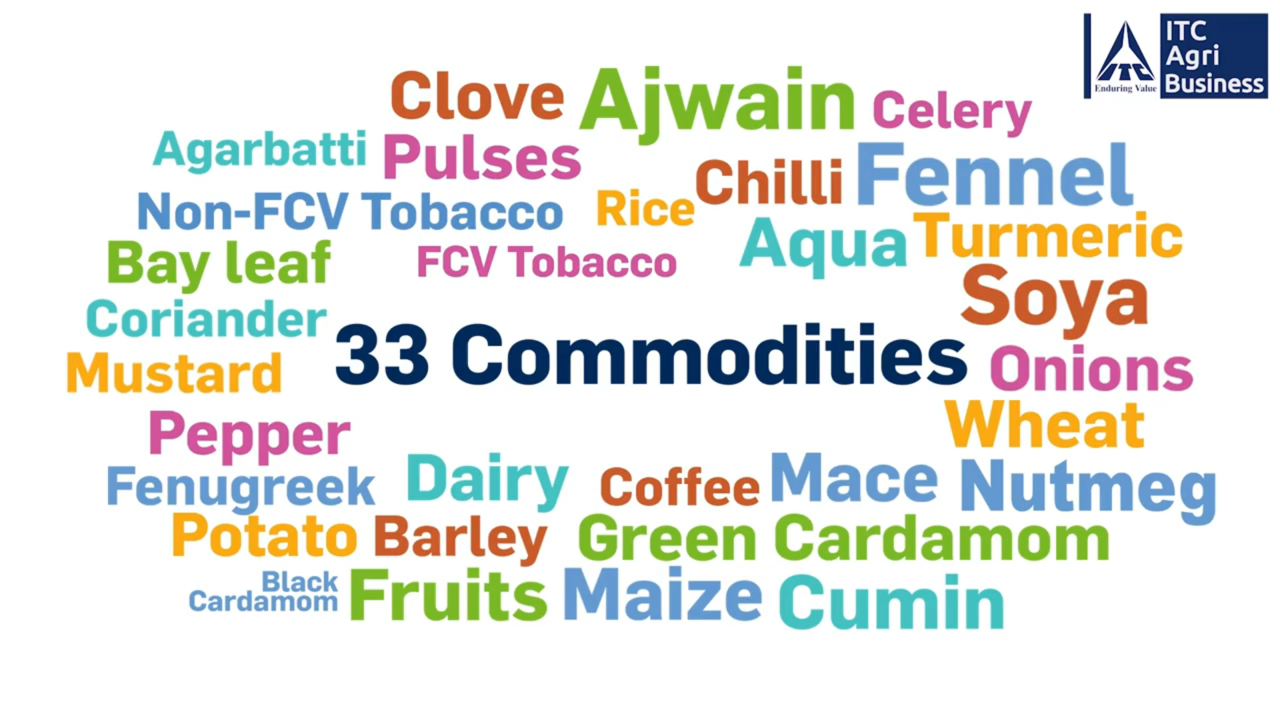 ITC
Agri
Business
ITC
Enduring Value
Clove Ajwain Celery
Agarbatti Pulses Chilli Fennel
Non-FCV Tobacco Rice
Aqua Turmeric
Bay leaf FCV Tobacco
Soya
Coriander
33 Commodities
Mustard Onions
Pepper Wheat
Fenugreek Dairy Coffee Mace Nutmeg
Potato Barley Green Cardamom
Black
Cardamom
Fruits Maize Cumin